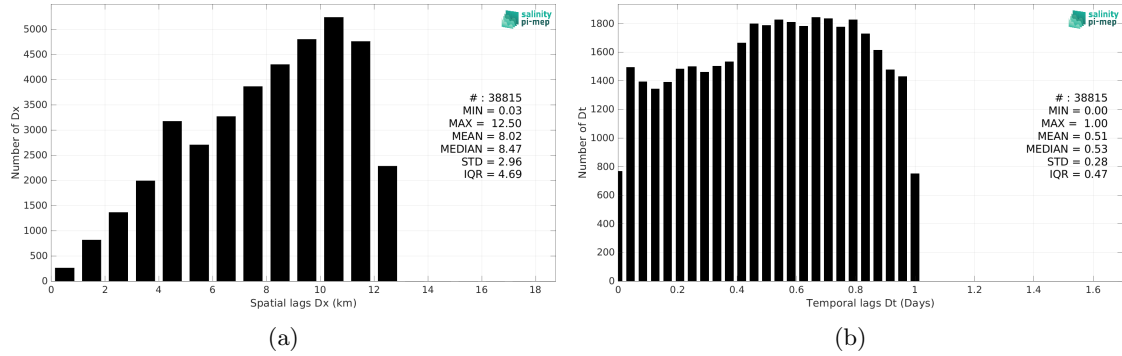 salinity
pi-mep
5000
4500
4000
3500
3000
2500
2000
1500
1000
500
0
Number of Dx
# : 38815
MIN = 0.03
MAX = 12.50
MEAN = 8.02
MEDIAN = 8.47
STD = 2.96
IQR = 4.69
0 2 4 6 8 10 12 14 16 18
Spatial lags Dx (km)
(a)
salinity
pi-mep
1800
1600
1400
1200
1000
800
600
400
200
0
Number of Dt
# : 38815
MIN = 0.00
MAX = 1.00
MEAN = 0.51
MEDIAN = 0.53
STD = 0.28
IQR = 0.47
0 0.2 0.4 0.6 0.8 1 1.2 1.4 1.6
Temporal lags Dt (Days)
(b)